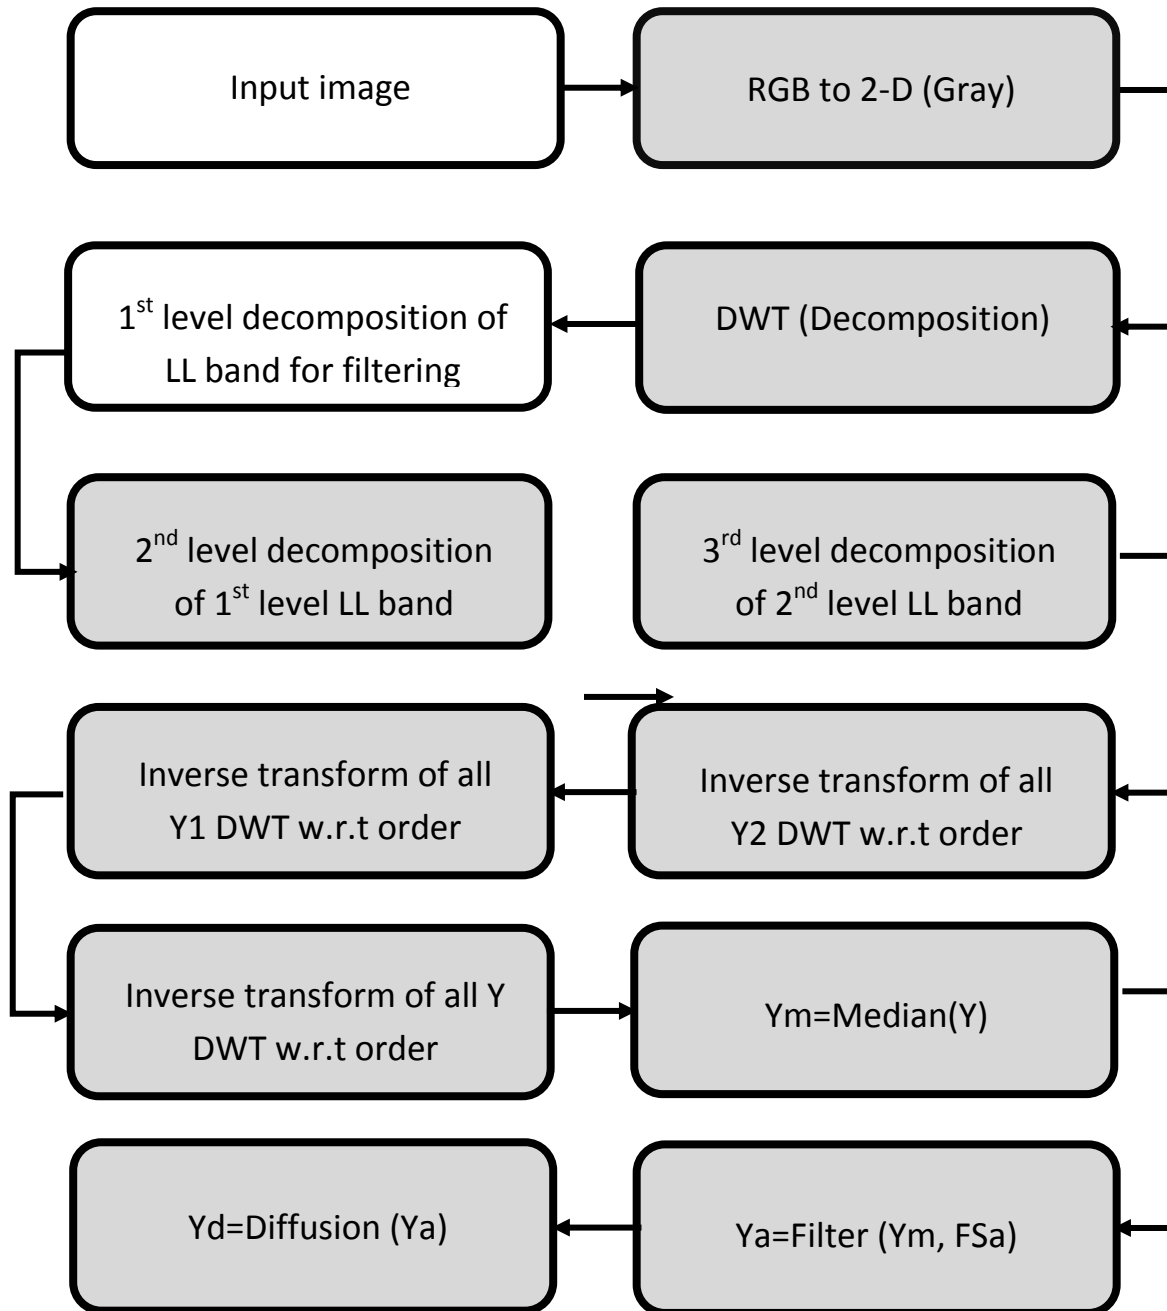 Input image
RGB to 2-D (Gray)
1st level decomposition of
LL band for filtering
DWT (Decomposition)
2nd level decomposition
of 1st level LL band
3rd level decomposition
of 2nd level LL band
Inverse transform of all
Y1 DWT w.r.t order
Inverse transform of all
Y2 DWT w.r.t order
Inverse transform of all Y
DWT w.r.t order
Ym=Median(Y)
Yd=Diffusion (Ya)
Ya=Filter (Ym, FSa)